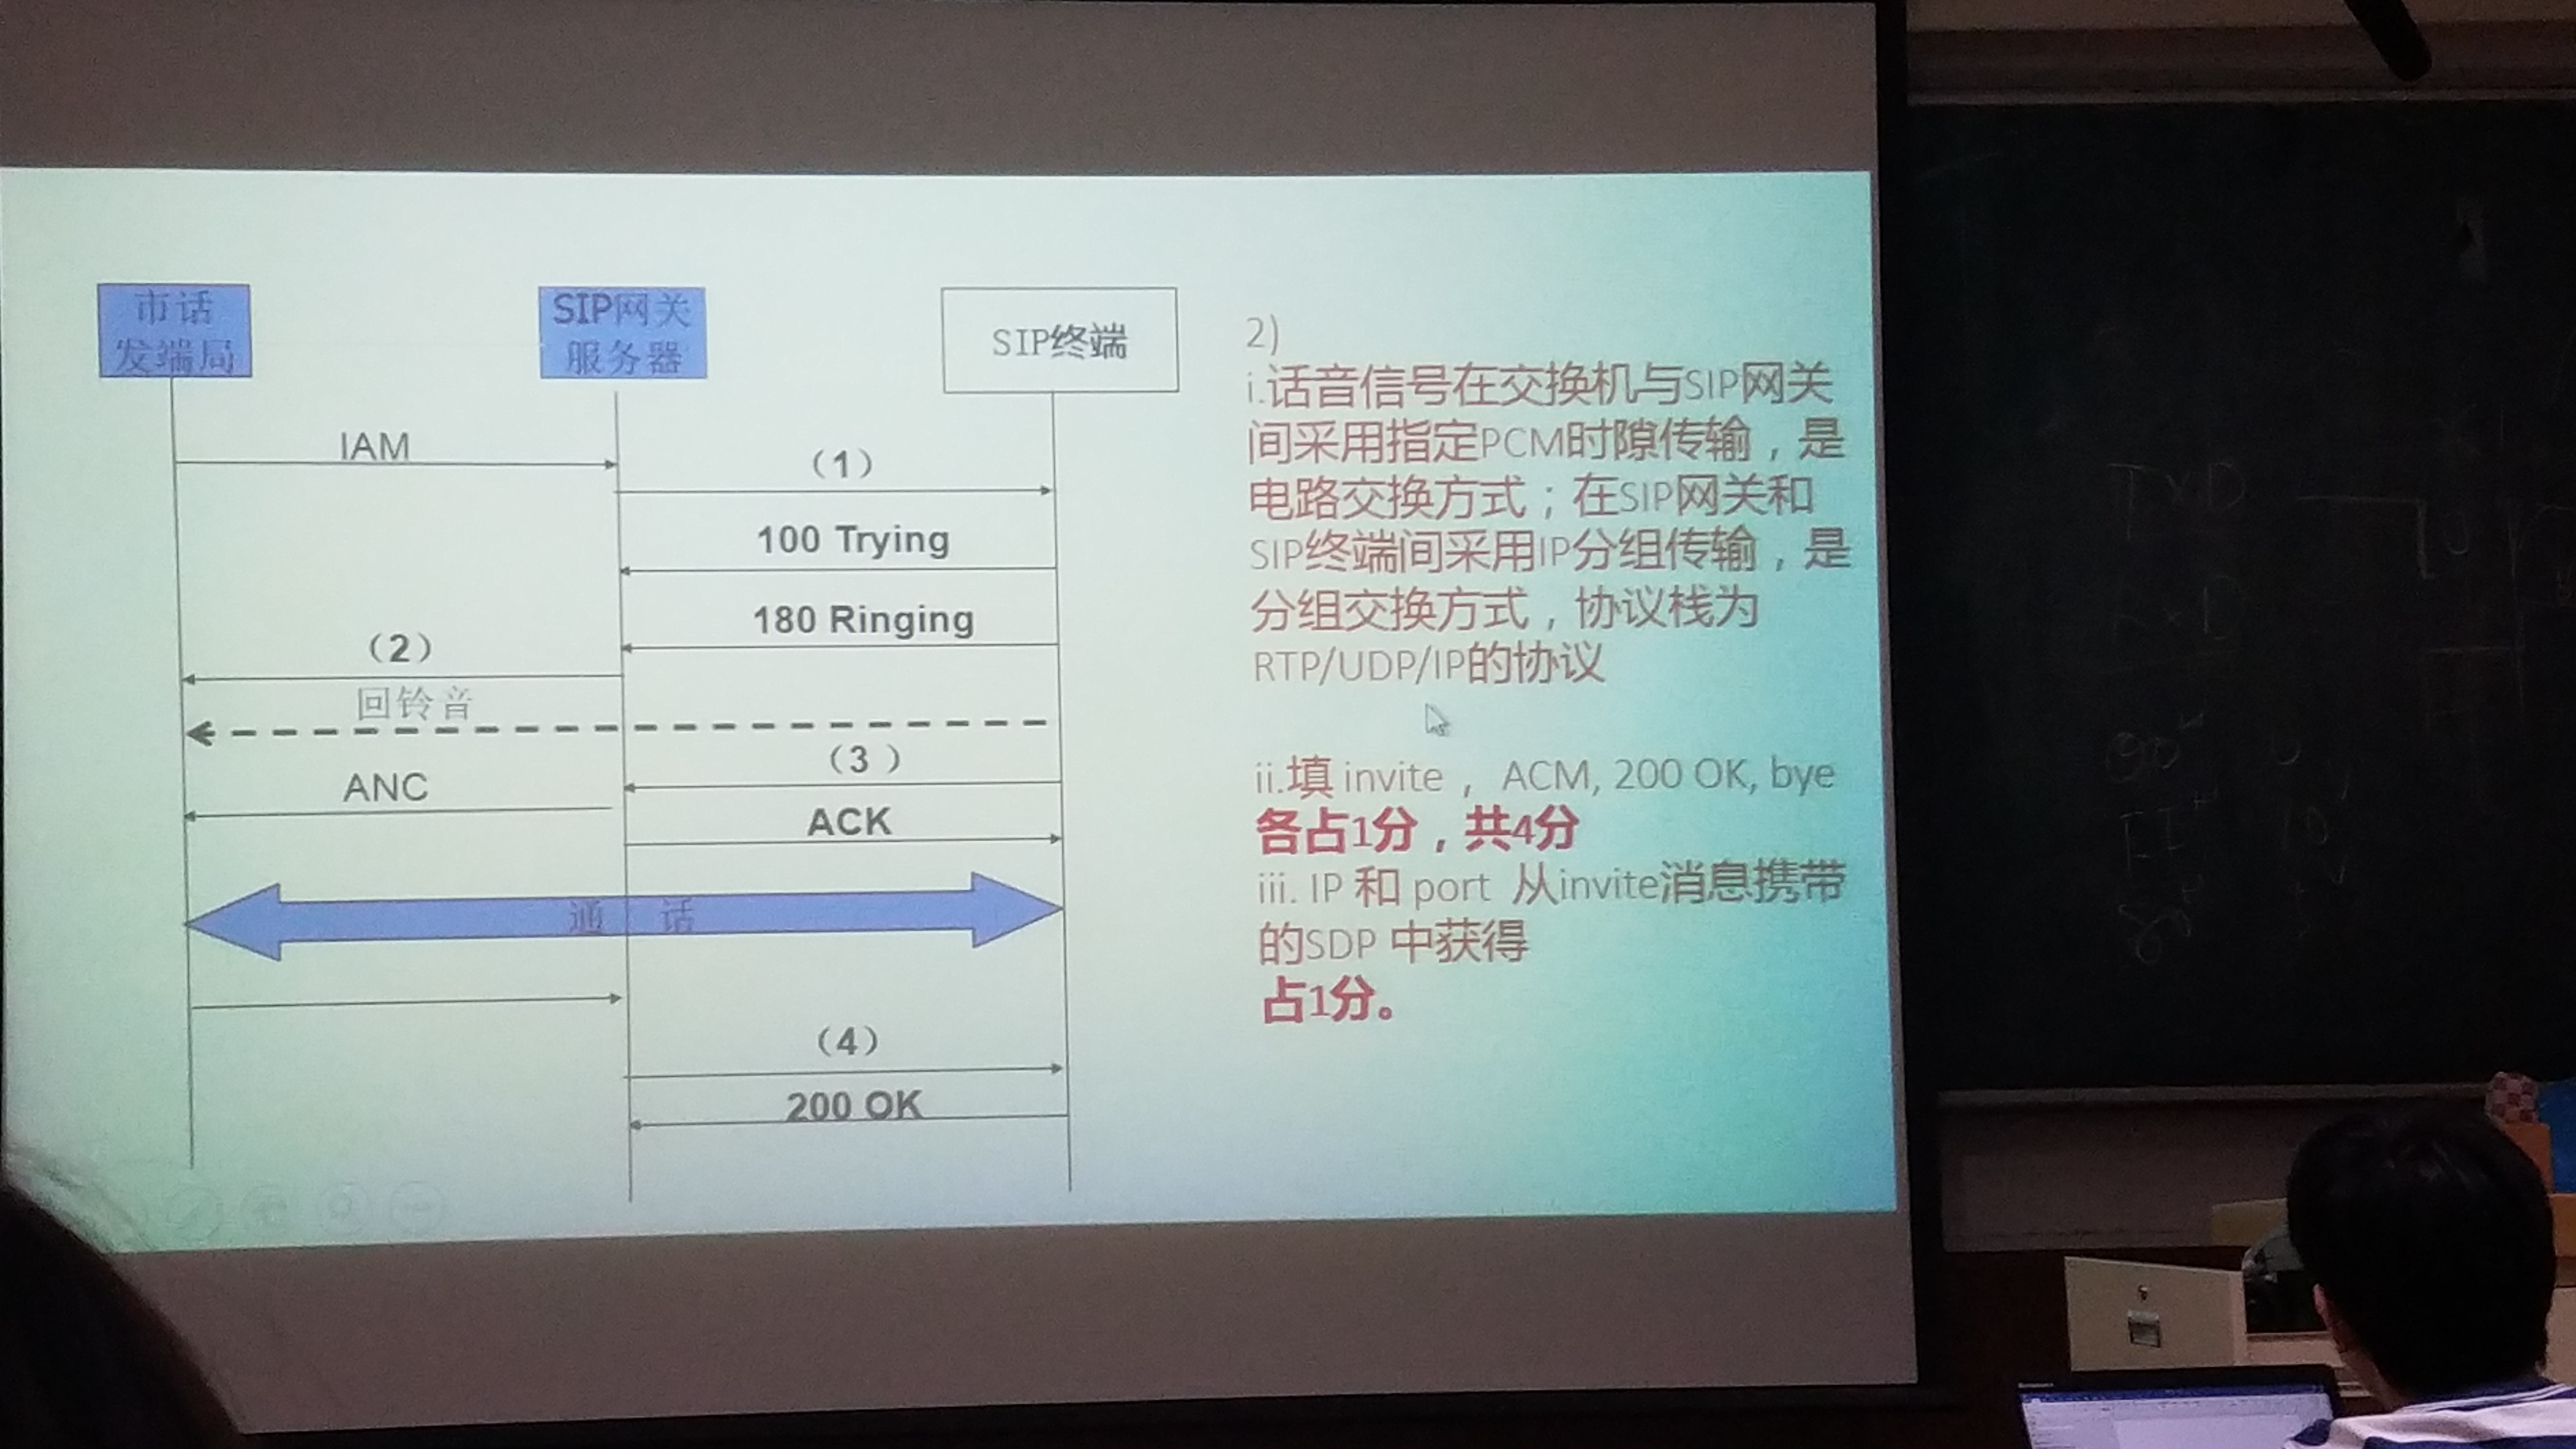 市话
发端局
SIP网关
服务器
SIP终端
IAM
（1）
100 Trying
180 Ringing
（2）
回铃音
（3 ）
ANC
ACK
通 话
（4）
200 OK
2)
i.话音信号在交换机与SIP网关
间采用指定PCM时隙传输，是
电路交换方式；在SIP网关和
SIP终端间采用IP分组传输，是
分组交换方式，协议栈为
RTP/UDP/IP的协议
ii.填 invite ，ACM, 200 OK, bye
各占1分，共4分
iii. IP 和 port 从invite消息携带
的SDP 中获得
占1分。
TxD